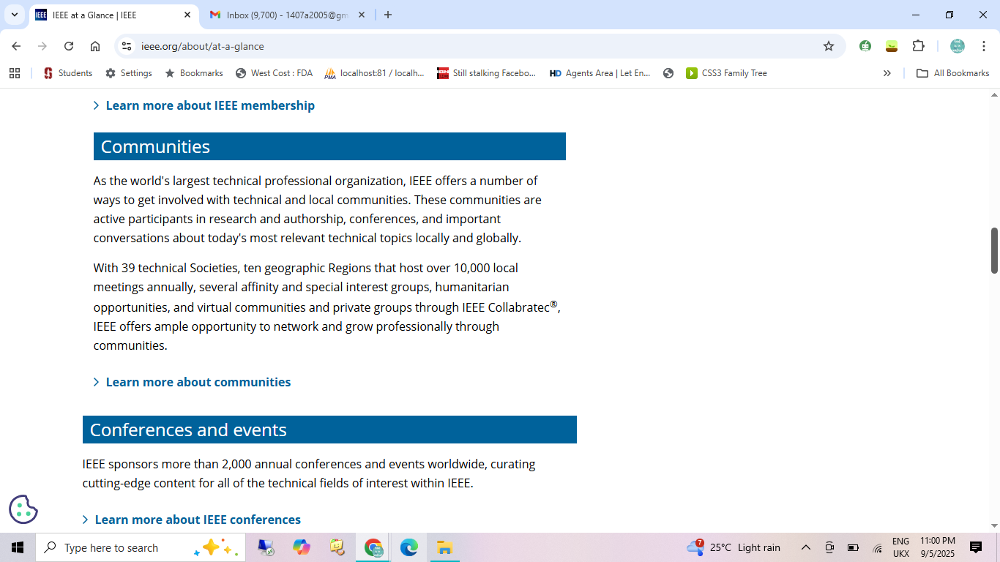 IEEE at a Glance | IEEE
Inbox (9,700) - 1407a2005@gm
ieee.org/about/at-a-glance
Students
Settings
Bookmarks
West Cost : FDA
localhost:81 / localh...
Still stalking Facebo...
Agents Area | Let En...
CSS3 Family Tree
All Bookmarks
Learn more about IEEE membership
Communities
As the world's largest technical professional organization, IEEE offers a number of
ways to get involved with technical and local communities. These communities are
active participants in research and authorship, conferences, and important
conversations about today's most relevant technical topics locally and globally.
With 39 technical Societies, ten geographic Regions that host over 10,000 local
meetings annually, several affinity and special interest groups, humanitarian
opportunities, and virtual communities and private groups through IEEE Collabratec®,
IEEE offers ample opportunity to network and grow professionally through
communities.
Learn more about communities
Conferences and events
IEEE sponsors more than 2,000 annual conferences and events worldwide, curating
cutting-edge content for all of the technical fields of interest within IEEE.
Learn more about IEEE conferences
Type here to search
7
25°C Light rain
ENG
UKX
11:00 PM
9/5/2025